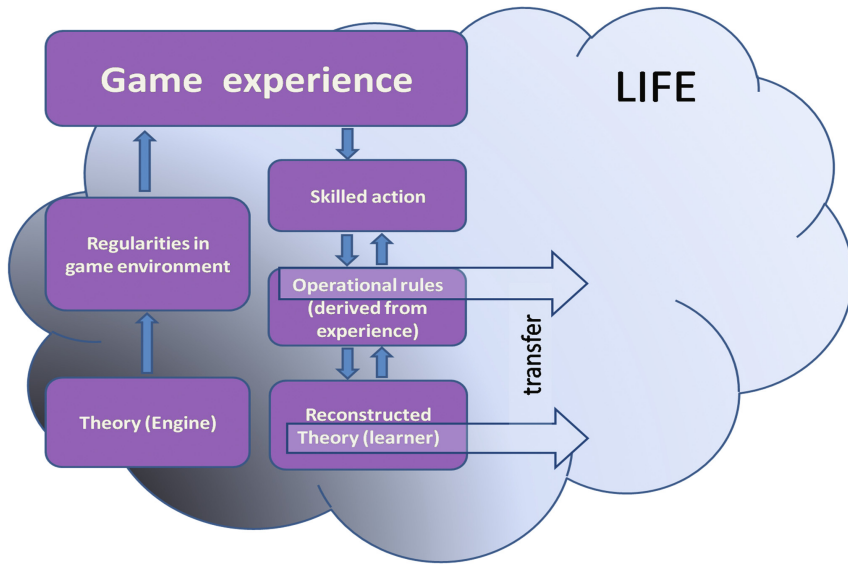 Game experience
LIFE
Skilled action
Regularities in
game environment
Operational rules
(derived from
experience)
transfer
Theory (Engine)
Reconstructed
Theory (learner)